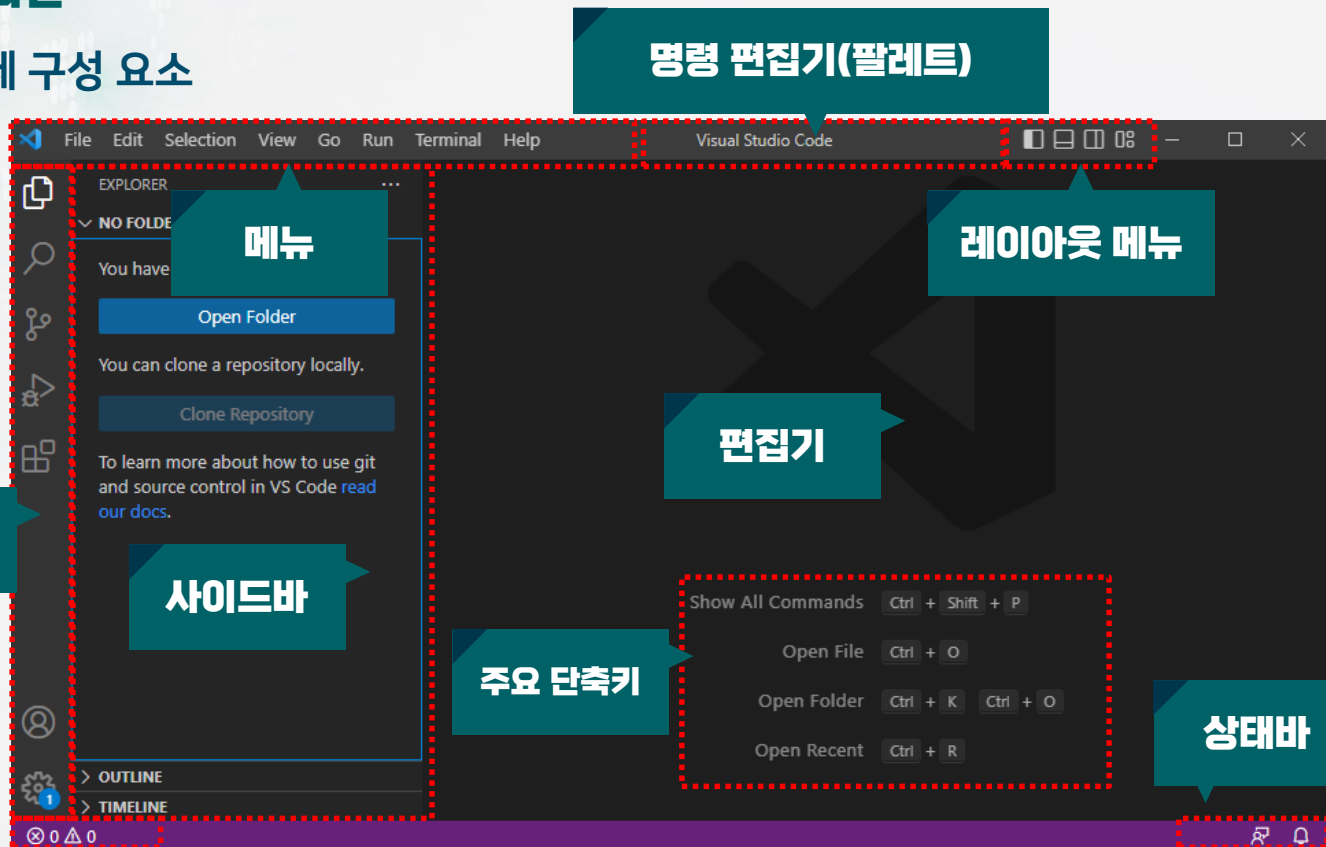 구성 요소
명령 편집기(팔레트)
File Edit Selection View Go Run Terminal Help
Visual Studio Code
EXPLORER
NO FOLDE
메뉴
레이아웃 메뉴
You have
Open Folder
You can clone a repository locally.
Clone Repository
편집기
To learn more about how to use git
and source control in VS Code read
our docs.
사이드바
Show All Commands Ctrl + Shift + P
Open File Ctrl + O
주요 단축키
Open Folder Ctrl + K Ctrl + O
Open Recent Ctrl + R
상태바
1
OUTLINE
TIMELINE
0 0